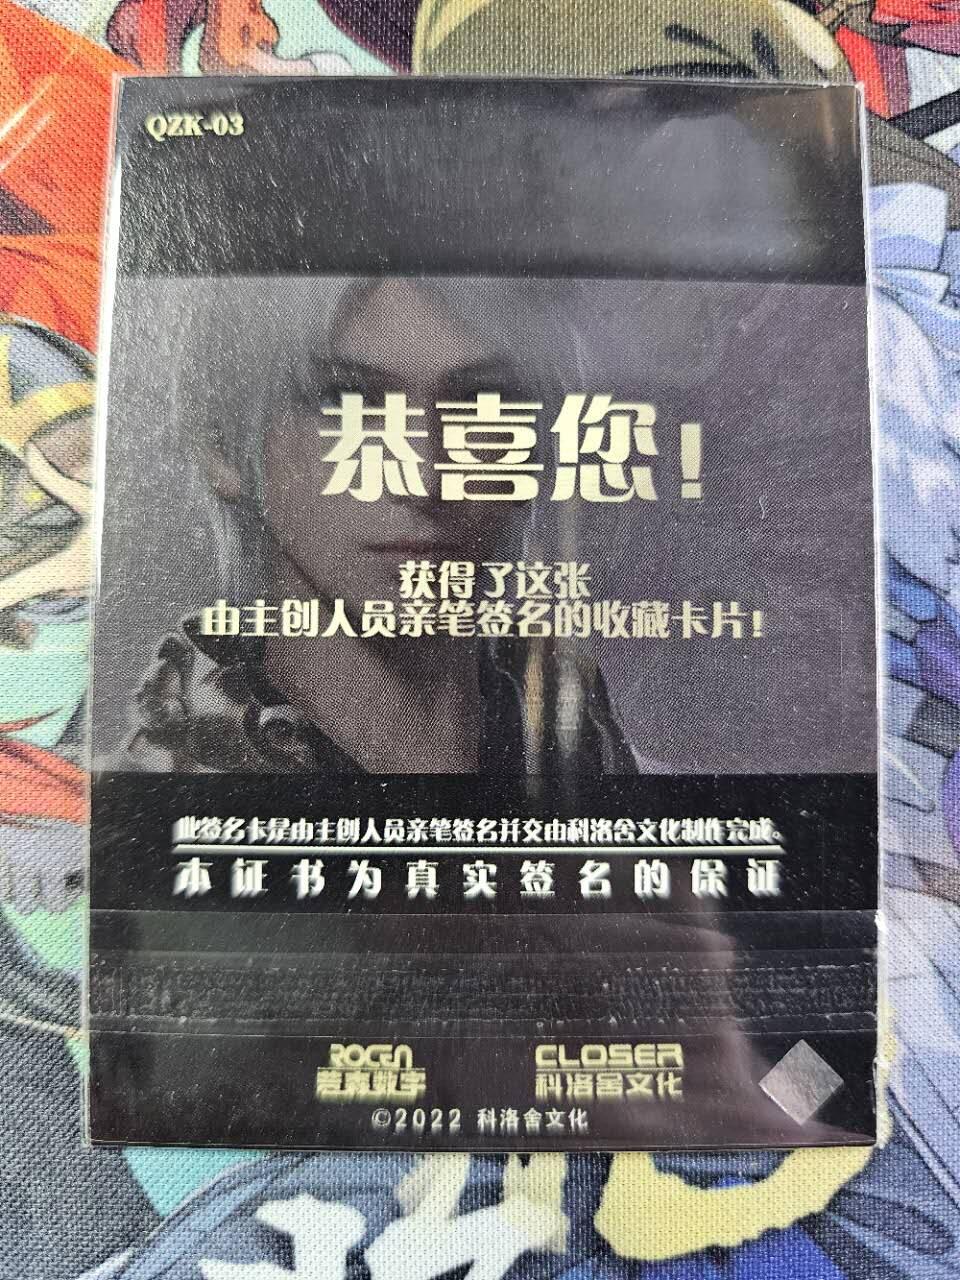 QZK-03
恭喜您！
获得了这张
由主创人员亲笔签名的收藏卡片！
此签名卡是由主创人员亲笔签名并交由科洛舍文化制作完成。
本证书为真实签名的保证
ROCEN
若森数字
CLOSER
科洛舍文化
©2022 科洛舍文化